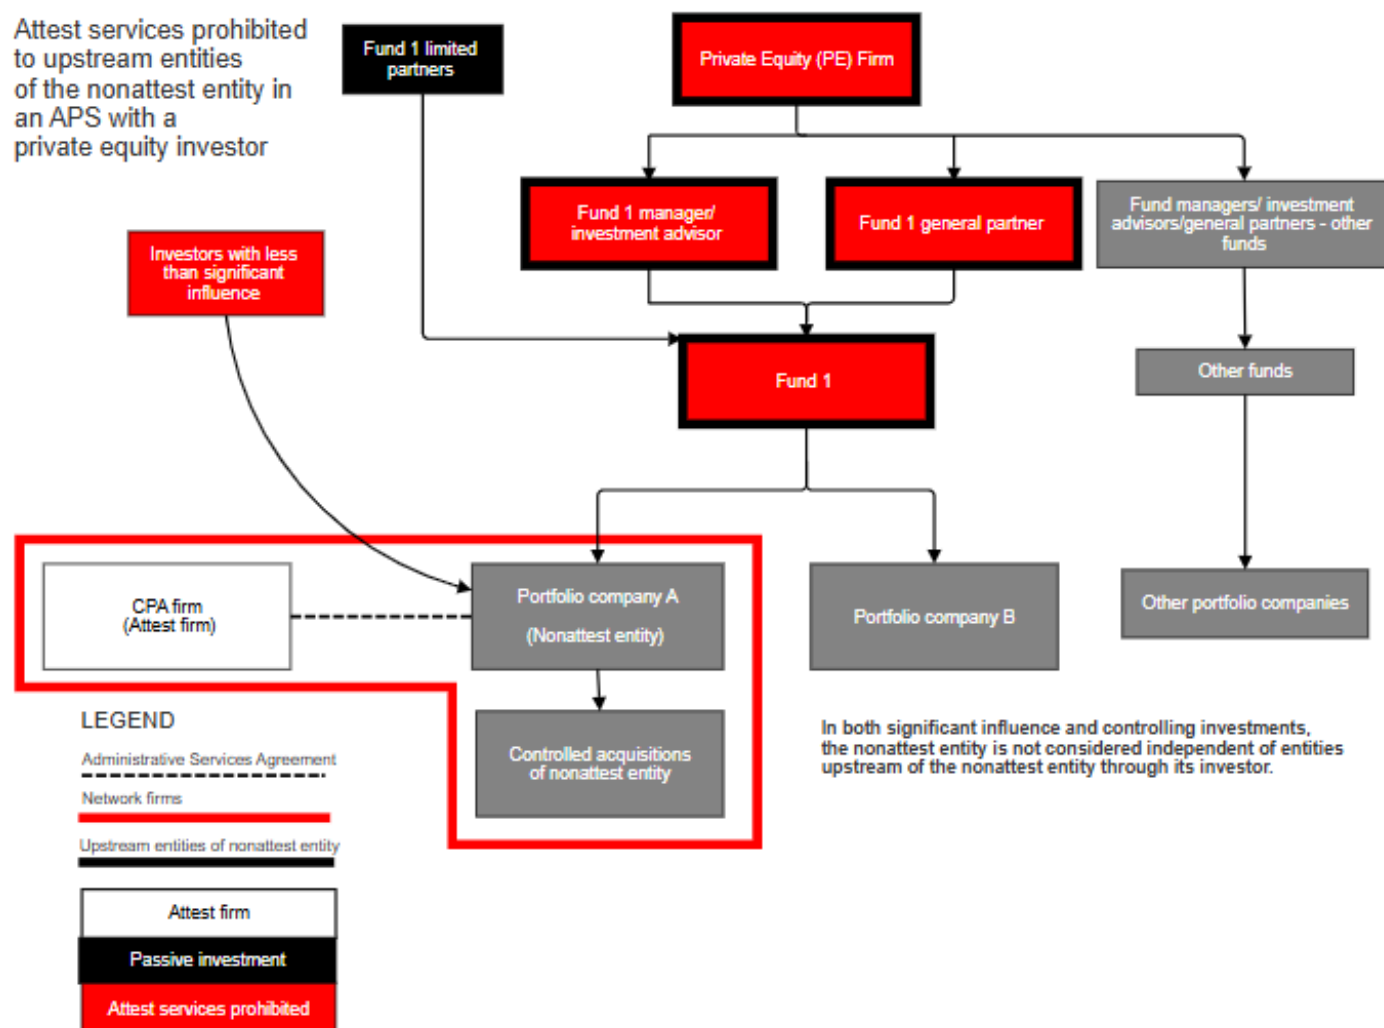 Attest services prohibited
to upstream entities
of the nonattest entity in
an APS with a
private equity investor
Fund 1 limited
partners
Private Equity (PE) Firm
Fund 1 manager/
investment advisor
Fund 1 general partner
Fund managers/ investment
advisors/general partners - other
funds
Investors with less
than significant
influence
Fund 1
Other funds
CPA firm
(Attest firm)
Portfolio company A
(Nonattest entity)
Portfolio company B
Other portfolio companies
Controlled acquisitions
of nonattest entity
In both significant influence and controlling investments,
the nonattest entity is not considered independent of entities
upstream of the nonattest entity through its investor.
LEGEND
Administrative Services Agreement
Network firms
Upstream entities of nonattest entity
Attest firm
Passive investment
Attest services prohibited